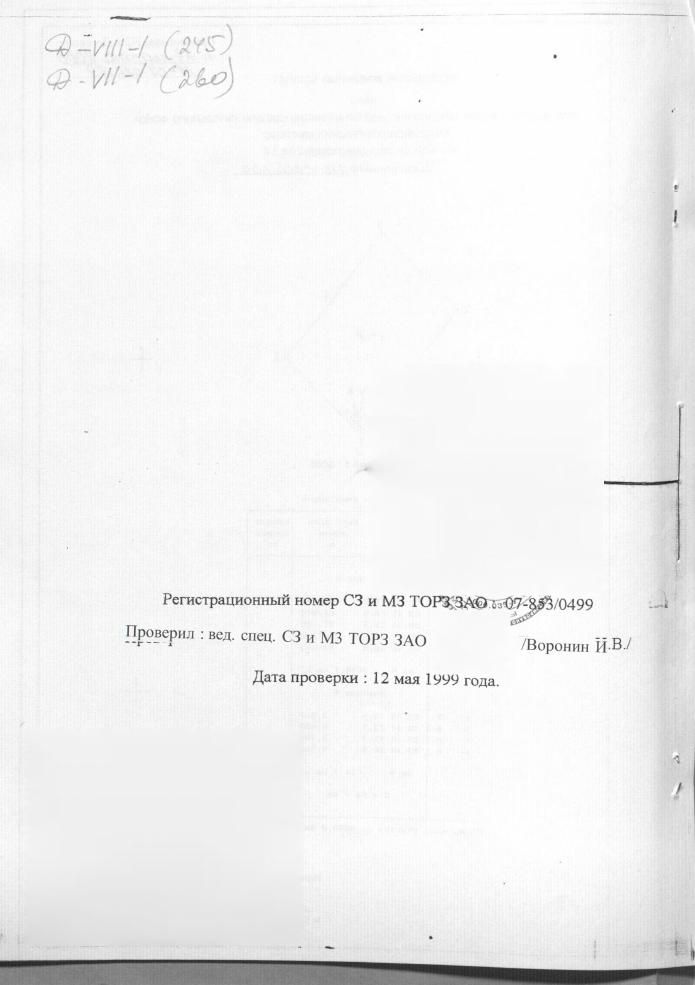 Д-VIII-1 (245)
Д-VII-1 (260)
Регистрационный номер СЗ и МЗ ТОРЗ ЗАО : 07-853/0499
Проверил : вед. спец. СЗ и МЗ ТОРЗ ЗАО /Воронин И.В./
Дата проверки : 12 мая 1999 года.